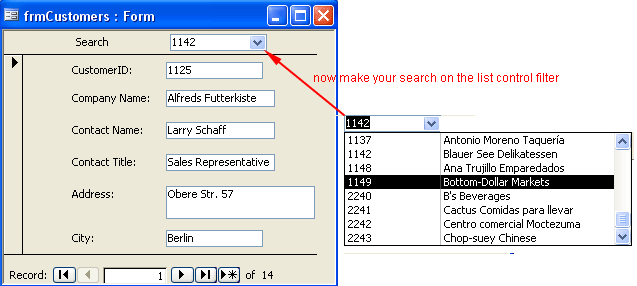 frmCustomers : Form
Search 1142
CustomerID: 1125
now make your search on the list control filter
Company Name: Alfreds Futterkiste
Contact Name: Larry Schaff
Contact Title: Sales Representative
Address: Obere Str. 57
City: Berlin
Record: 1 of 14
1142
1137 Antonio Moreno Taquería
1142 Blauer See Delikatessen
1148 Ana Trujillo Emparedados
1149 Bottom-Dollar Markets
2240 B's Beverages
2241 Cactus Comidas para llevar
2242 Centro comercial Moctezuma
2243 Chop-suey Chinese